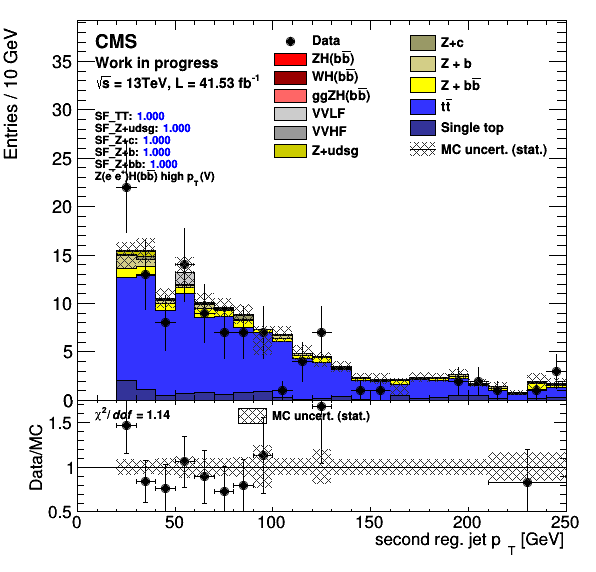 Entries / 10 GeV
35
30
25
20
15
10
5
0
CMS
Work in progress
√s = 13TeV, L = 41.53 fb⁻¹
SF_TT: 1.000
SF_Z+udsg: 1.000
SF_Z+c: 1.000
SF_Z+b: 1.000
SF_Z+bb: 1.000
Z(e⁻e⁺)H(bb̅) high p_T(V)
Data
ZH(bb̅)
WH(bb̅)
ggZH(bb̅)
VVLF
VVHF
Z+udsg
Z+c
Z + b
Z + bb̅
tt̅
Single top
MC uncert. (stat.)
Data/MC
1.5
1
0.5
χ²/dof = 1.14
MC uncert. (stat.)
0 50 100 150 200 250
second reg. jet p_T [GeV]